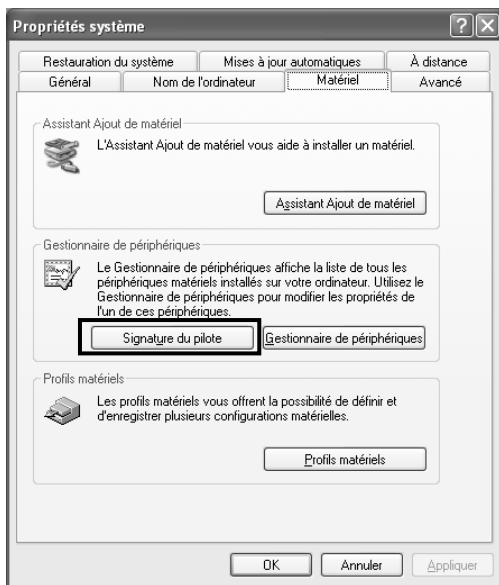 Propriétés système
Restauration du système Mises à jour automatiques À distance
Général Nom de l'ordinateur Matériel Avancé
Assistant Ajout de matériel
L'Assistant Ajout de matériel vous aide à installer un matériel.
Assistant Ajout de matériel
Gestionnaire de périphériques
Le Gestionnaire de périphériques affiche la liste de tous les
périphériques matériels installés sur votre ordinateur. Utilisez le
Gestionnaire de périphériques pour modifier les propriétés de
l'un de ces périphériques.
Signature du pilote Gestionnaire de périphériques
Profils matériels
Les profils matériels vous offrent la possibilité de définir et
d'enregistrer plusieurs configurations matérielles.
Profils matériels
OK Annuler Appliquer